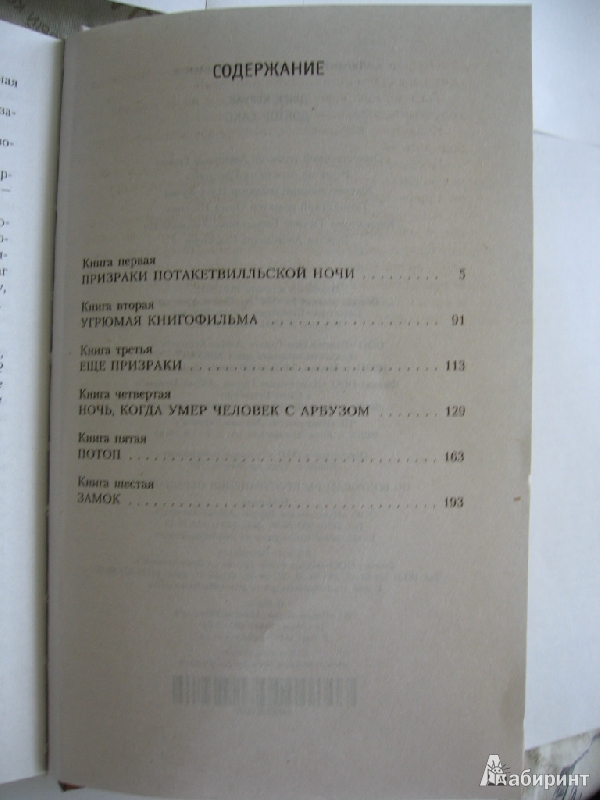 СОДЕРЖАНИЕ
Книга первая
ПРИЗРАКИ ПОТАКЕТВИЛЛЬСКОЙ НОЧИ . . . . . . . . . 5
Книга вторая
УГРЮМАЯ КНИГОФИЛЬМА . . . . . . . . . . . . . . . . . . 91
Книга третья
ЕЩЕ ПРИЗРАКИ . . . . . . . . . . . . . . . . . . . . . . . . . . . 113
Книга четвертая
НОЧЬ, КОГДА УМЕР ЧЕЛОВЕК С АРБУЗОМ . . . . . . . . 129
Книга пятая
ПОТОП . . . . . . . . . . . . . . . . . . . . . . . . . . . . . . . . . 163
Книга шестая
ЗАМОК . . . . . . . . . . . . . . . . . . . . . . . . . . . . . . . . . 193
Лабиринт